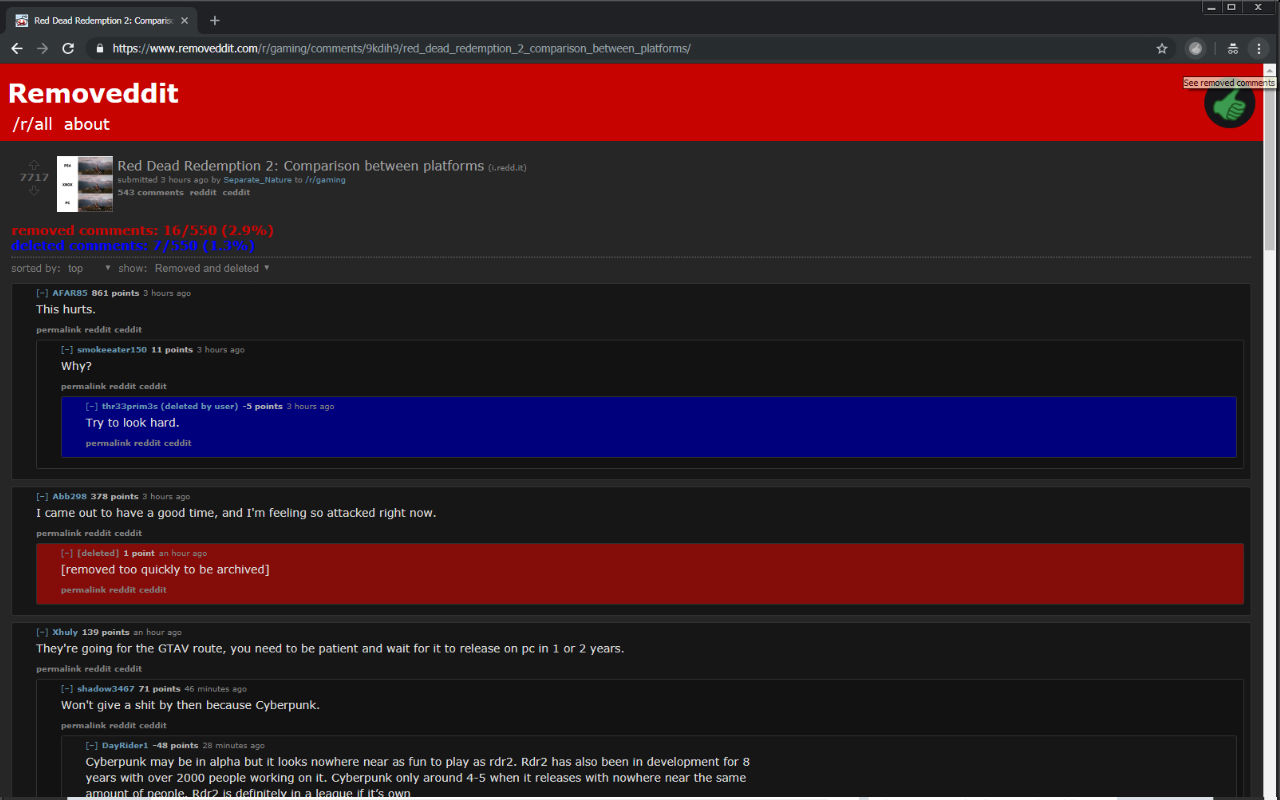 Red Dead Redemption 2: Comparis
https://www.removeddit.com/r/gaming/comments/9kdih9/red_dead_redemption_2_comparison_between_platforms/
Removeddit
See removed comments
/r/all about
Red Dead Redemption 2: Comparison between platforms (i.redd.it)
7717
submitted 3 hours ago by Separate_Nature to /r/gaming
543 comments reddit ceddit
PS4
XBOX
PC
removed comments: 16/550 (2.9%)
deleted comments: 7/550 (1.3%)
sorted by: top show: Removed and deleted
[–] AFAR85 861 points 3 hours ago
This hurts.
permalink reddit ceddit
[–] smokeeater150 11 points 3 hours ago
Why?
permalink reddit ceddit
[–] thr33prim3s (deleted by user) -5 points 3 hours ago
Try to look hard.
permalink reddit ceddit
[–] Abb298 378 points 3 hours ago
I came out to have a good time, and I'm feeling so attacked right now.
permalink reddit ceddit
[–] [deleted] 1 point an hour ago
[removed too quickly to be archived]
permalink reddit ceddit
[–] Xhuly 139 points an hour ago
They're going for the GTAV route, you need to be patient and wait for it to release on pc in 1 or 2 years.
permalink reddit ceddit
[–] shadow3467 71 points 46 minutes ago
Won't give a shit by then because Cyberpunk.
permalink reddit ceddit
[–] DayRider1 -48 points 28 minutes ago
Cyberpunk may be in alpha but it looks nowhere near as fun to play as rdr2. Rdr2 has also been in development for 8
years with over 2000 people working on it. Cyberpunk only around 4-5 when it releases with nowhere near the same
amount of people. Rdr2 is definitely in a league if it's own